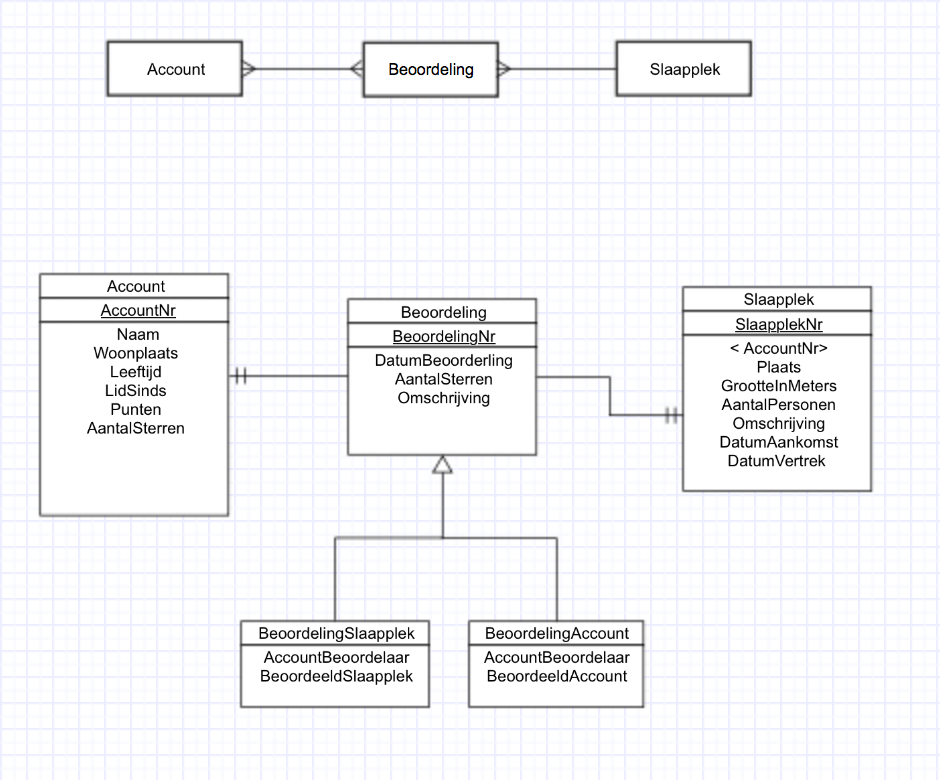 Account
Beoordeling
Slaapplek
Account
AccountNr
Naam
Woonplaats
Leeftijd
LidSinds
Punten
AantalSterren
Beoordeling
BeoordelingNr
DatumBeoorderling
AantalSterren
Omschrijving
Slaapplek
SlaapplekNr
< AccountNr>
Plaats
GrootteInMeters
AantalPersonen
Omschrijving
DatumAankomst
DatumVertrek
BeoordelingSlaapplek
AccountBeoordelaar
BeoordeeldSlaapplek
BeoordelingAccount
AccountBeoordelaar
BeoordeeldAccount